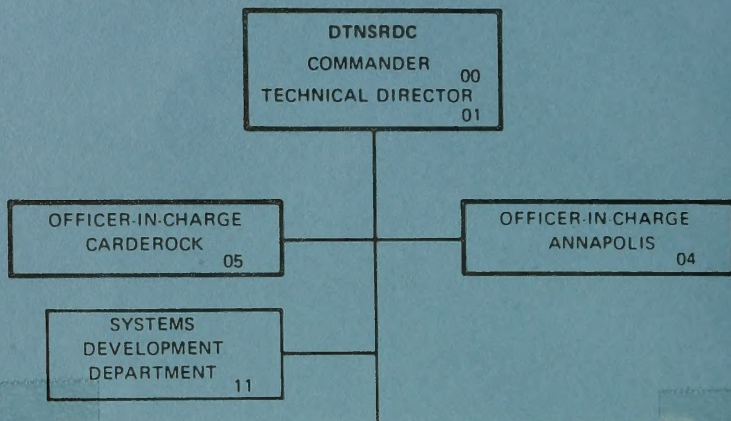 DTNSRDC
COMMANDER
00
TECHNICAL DIRECTOR
01
OFFICER-IN-CHARGE
CARDEROCK
05
OFFICER-IN-CHARGE
ANNAPOLIS
04
SYSTEMS
DEVELOPMENT
DEPARTMENT
11